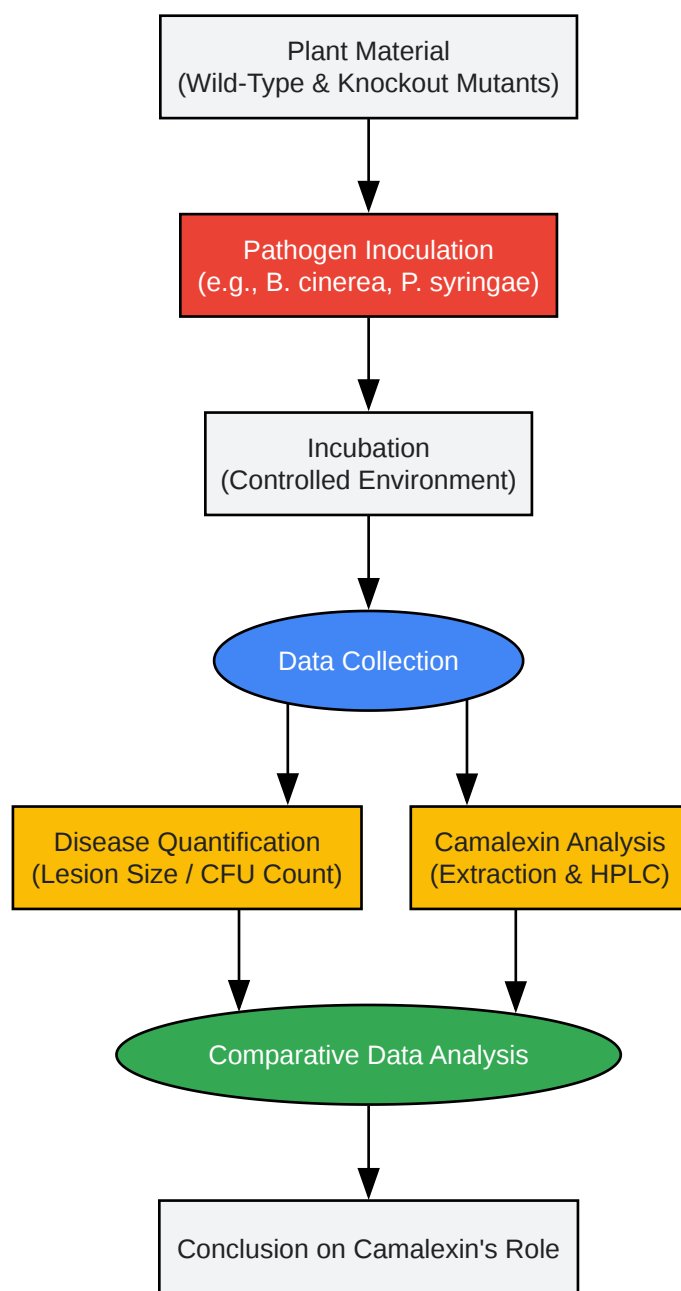 Plant Material
(Wild-Type & Knockout Mutants)
Pathogen Inoculation
(e.g., B. cinerea, P. syringae)
Incubation
(Controlled Environment)
Data Collection
Disease Quantification
(Lesion Size / CFU Count)
Camalexin Analysis
(Extraction & HPLC)
Comparative Data Analysis
Conclusion on Camalexin's Role